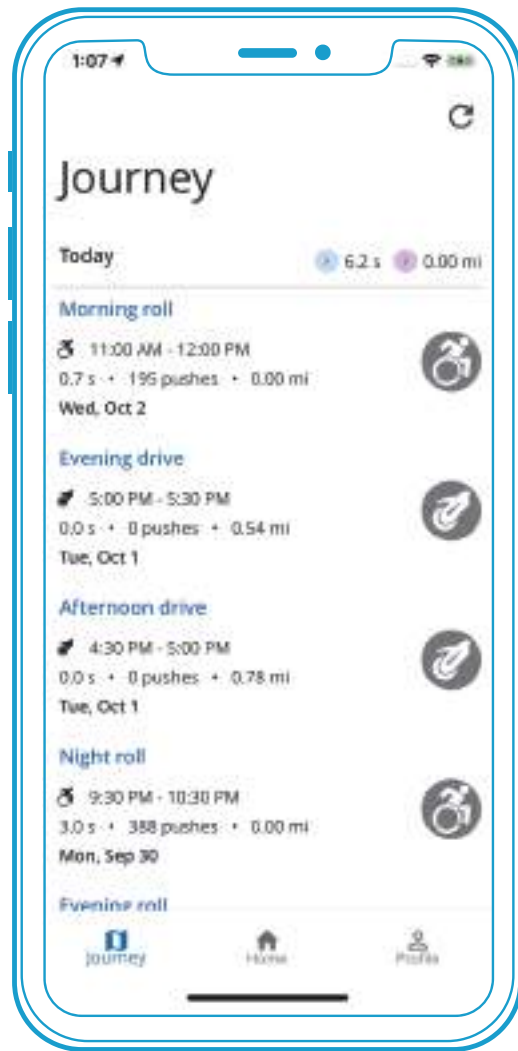 1:07
Journey
Today 6.2 s 0.00 mi
Morning roll
11:00 AM - 12:00 PM
0.7 s • 195 pushes • 0.00 mi
Wed, Oct 2
Evening drive
5:00 PM - 5:30 PM
0.0 s • 0 pushes • 0.54 mi
Tue, Oct 1
Afternoon drive
4:30 PM - 5:00 PM
0.0 s • 0 pushes • 0.78 mi
Tue, Oct 1
Night roll
9:30 PM - 10:30 PM
3.0 s • 388 pushes • 0.00 mi
Mon, Sep 30
Evening roll
Journey Home Profile